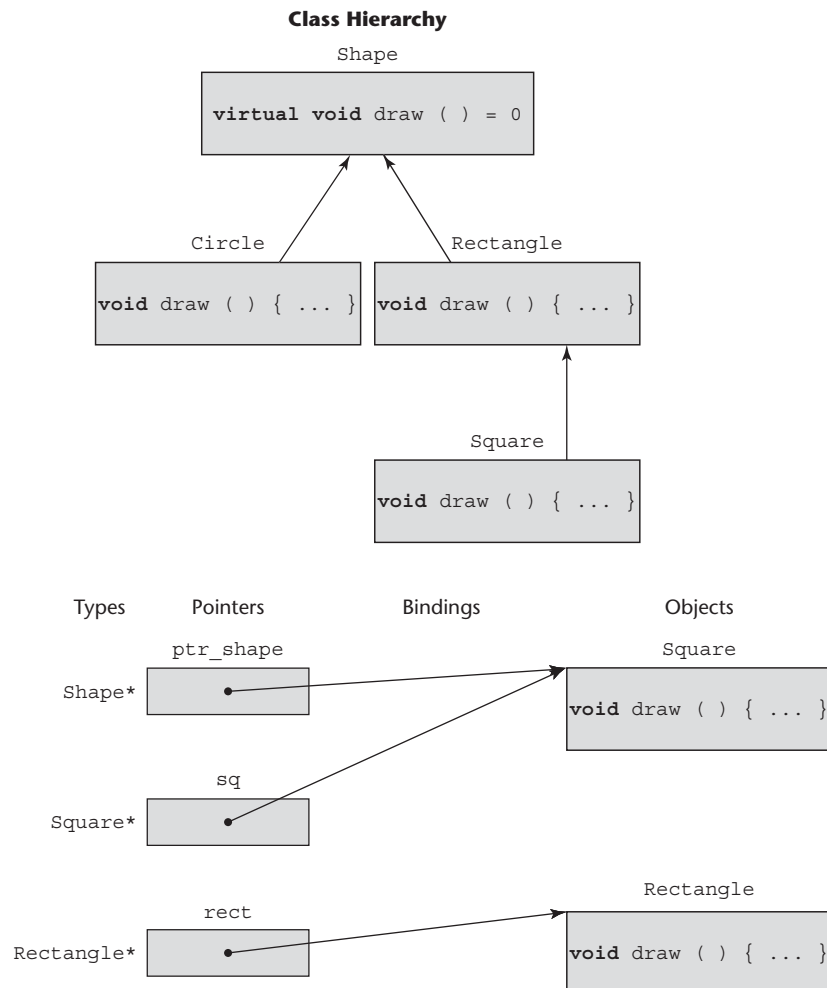 Class Hierarchy
Shape
virtual void draw ( ) = 0
Circle
Rectangle
void draw ( ) { ... }
void draw ( ) { ... }
Square
void draw ( ) { ... }
Types Pointers Bindings Objects
ptr_shape
Square
Shape*
void draw ( ) { ... }
sq
Square*
rect
Rectangle
Rectangle*
void draw ( ) { ... }